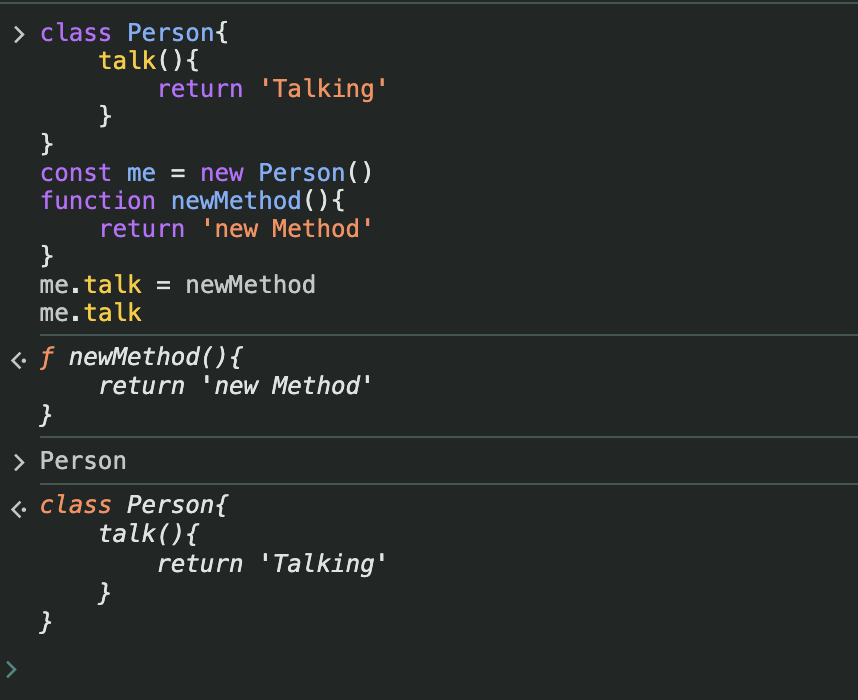 class Person{
    talk(){
        return 'Talking'
    }
}
const me = new Person()
function newMethod(){
    return 'new Method'
}
me.talk = newMethod
me.talk
ƒ newMethod(){
    return 'new Method'
}
Person
class Person{
    talk(){
        return 'Talking'
    }
}